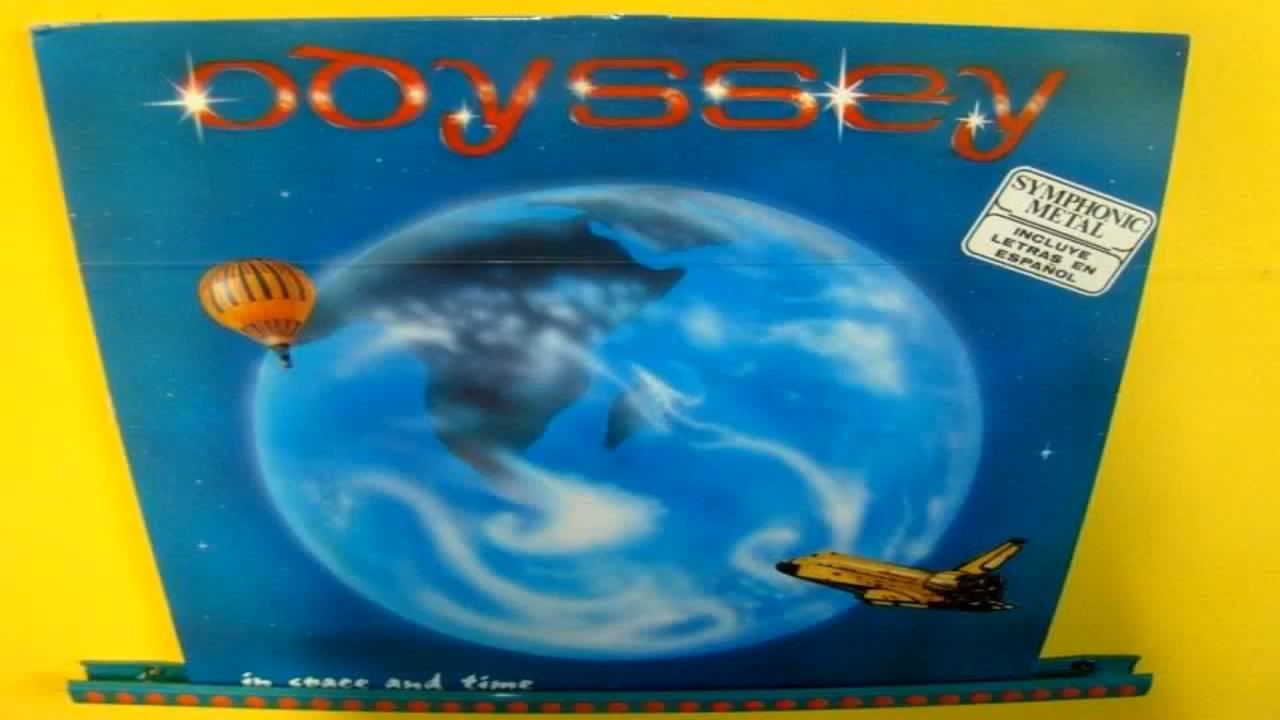 odyssey
SYMPHONIC
METAL
INCLUYE
LETRAS EN
ESPAÑOL
in space and time